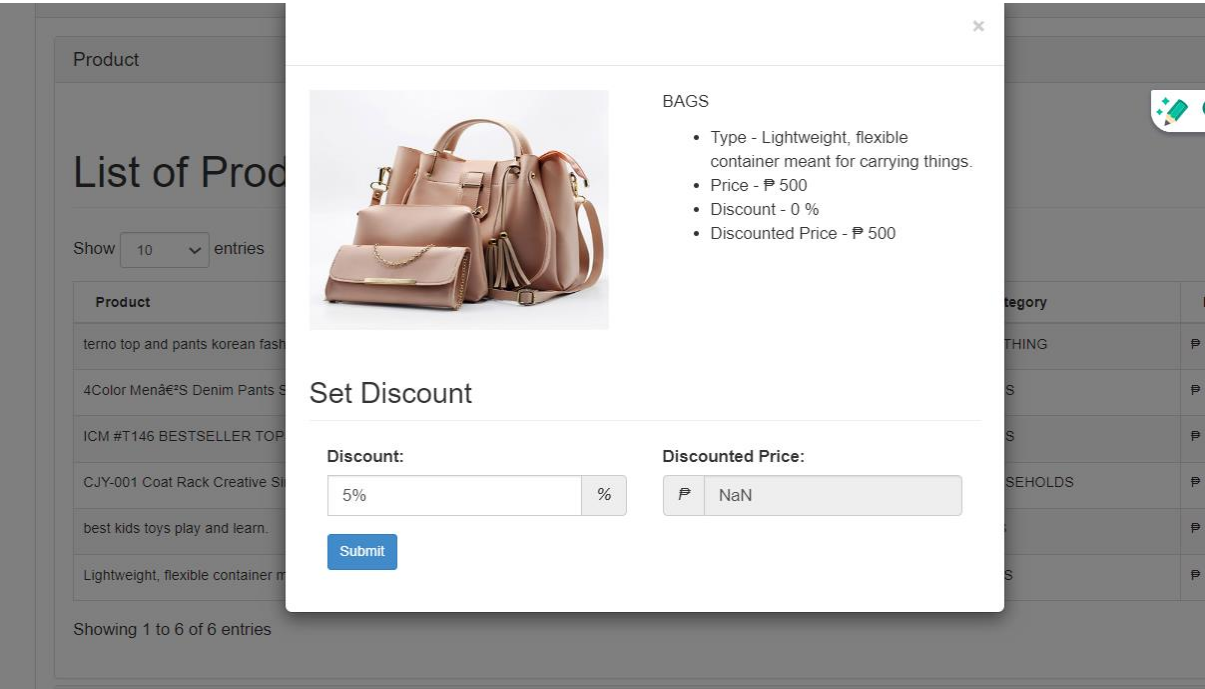 ×
Product
BAGS
• Type - Lightweight, flexible
container meant for carrying things.
• Price - ₱ 500
• Discount - 0 %
• Discounted Price - ₱ 500
List of Prod
Show 10 entries
Product tegory
terno top and pants korean fash THING ₱
4Color Menâ€²S Denim Pants S S ₱
ICM #T146 BESTSELLER TOP S ₱
CJY-001 Coat Rack Creative Si SEHOLDS ₱
best kids toys play and learn. ₱
Lightweight, flexible container m S ₱
Showing 1 to 6 of 6 entries
Set Discount
Discount: Discounted Price:
5% % ₱ NaN
Submit